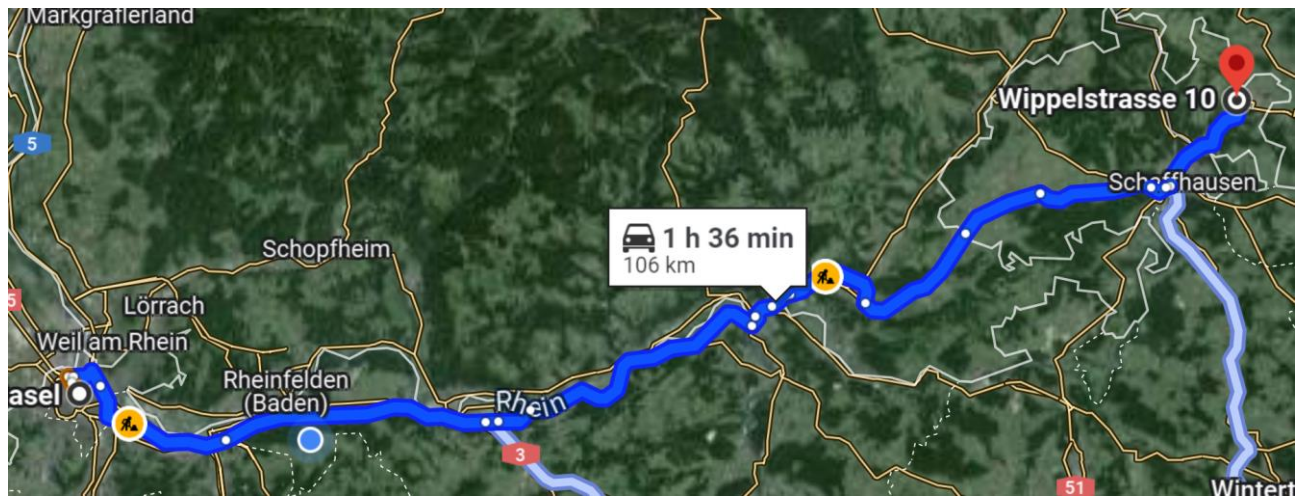 Markgräflerland
5
Wippelstrasse 10
Schaffhausen
1 h 36 min
106 km
Schopfheim
5
Lörrach
Weil am Rhein
asel
Rheinfelden
(Baden)
Rhein
3
51
Wintert